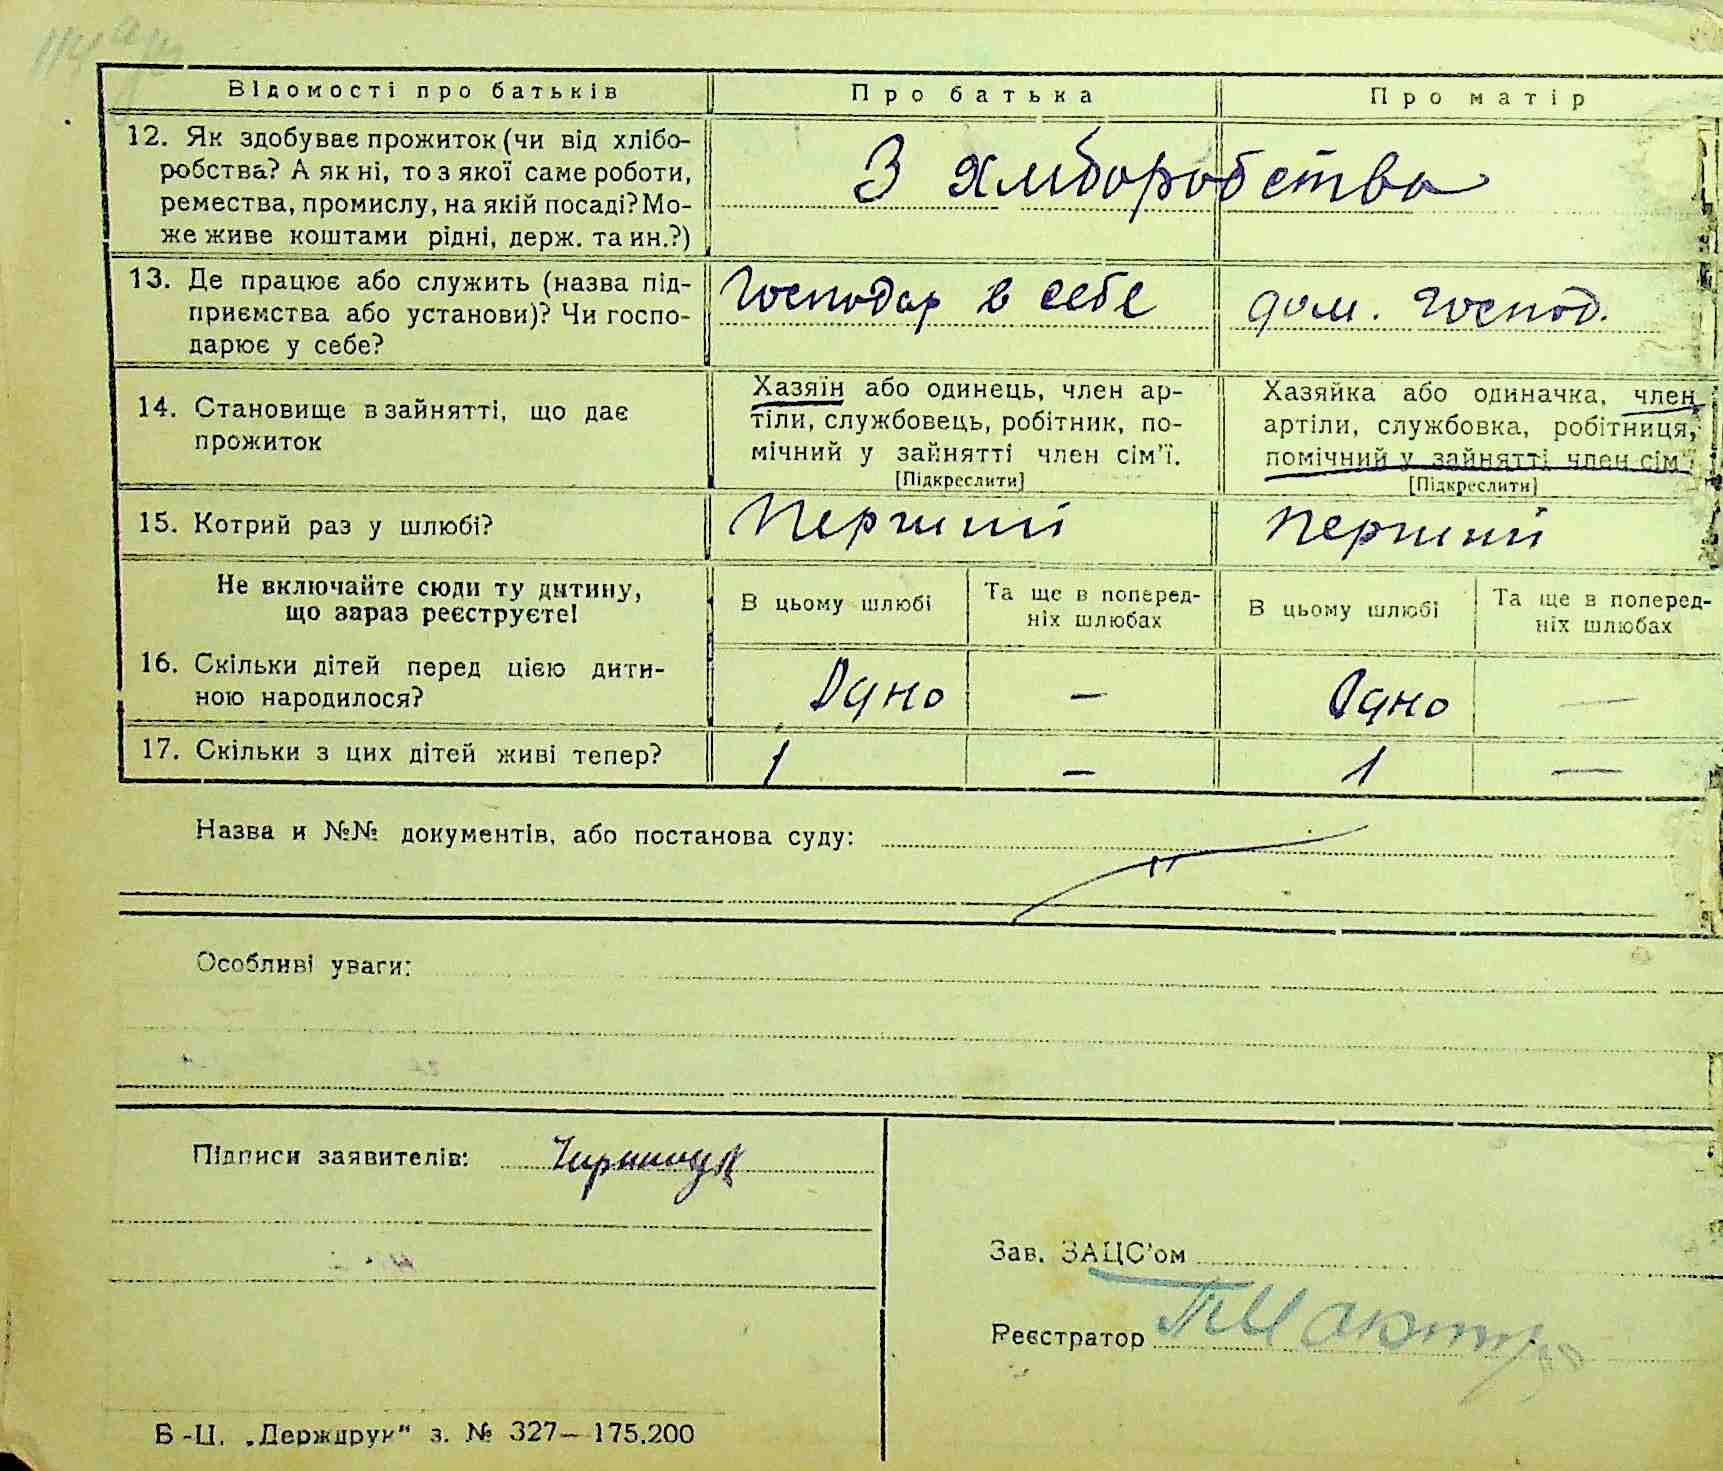 Відомості про батьків
Про батька
Про матір
12. Як здобуває прожиток (чи від хлібо-
робства? А як ні, то з якої саме роботи,
ремества, промислу, на якій посаді? Мо-
же живе коштами рідні, держ. та ин.?)
З хліборобства
13. Де працює або служить (назва під-
приємства або установи)? Чи госпо-
дарює у себе?
Господар в себе
дом. господ.
14. Становище в зайнятті, що дає
прожиток
Хазяїн або одинець, член ар-
тіли, службовець, робітник, по-
мічний у зайнятті член сім'ї.
[Підкреслити]
Хазяйка або одиначка, член
артіли, службовка, робітниця,
помічний у зайнятті член сім'ї
[Підкреслити]
15. Котрий раз у шлюбі?
Перший
Перший
Не включайте сюди ту дитину,
що зараз реєструєте!
В цьому шлюбі
Та ще в поперед-
ніх шлюбах
В цьому шлюбі
Та ще в поперед-
ніх шлюбах
16. Скільки дітей перед цією дити-
ною народилося?
Одно
–
Одно
–
17. Скільки з цих дітей живі тепер?
1
–
1
–
Назва и №№ документів, або постанова суду:
Особливі уваги:
Підписи заявителів:
Зав. ЗАЦС'ом
Реєстратор
Б-Ц. „Держдрук" з. № 327—175.200